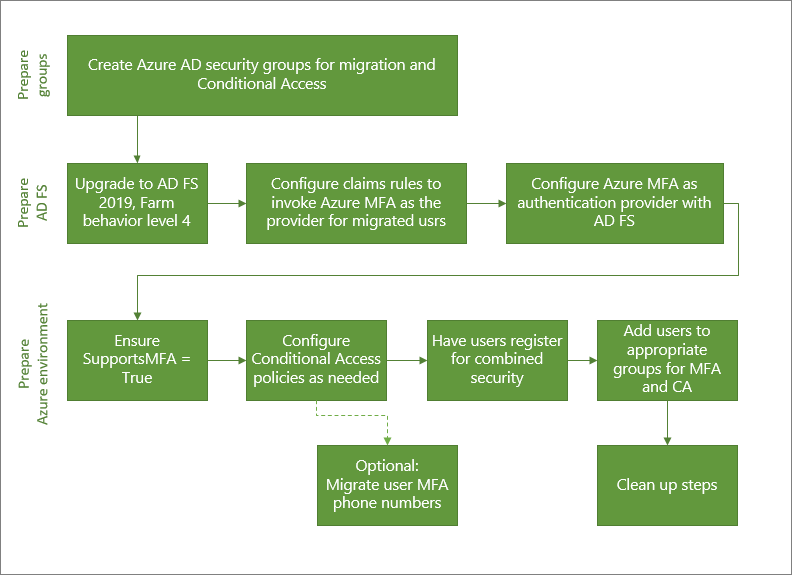 Prepare
groups
Create Azure AD security groups for migration and
Conditional Access
Prepare
AD FS
Upgrade to AD FS
2019, Farm
behavior level 4
Configure claims rules to
invoke Azure MFA as the
provider for migrated usrs
Configure Azure MFA as
authentication provider with
AD FS
Prepare
Azure environment
Ensure
SupportsMFA =
True
Configure
Conditional Access
policies as needed
Have users register
for combined
security
Add users to
appropriate
groups for MFA
and CA
Optional:
Migrate user MFA
phone numbers
Clean up steps